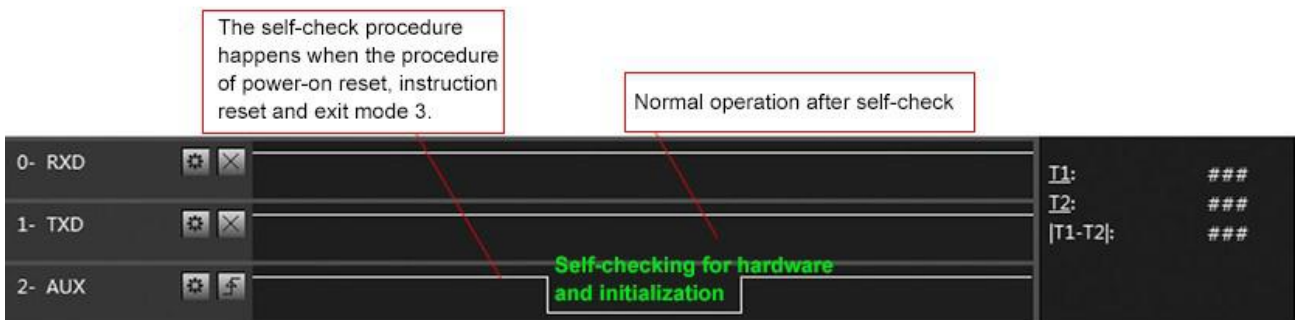 The self-check procedure
happens when the procedure
of power-on reset, instruction
reset and exit mode 3.
Normal operation after self-check
0- RXD
1- TXD
2- AUX
Self-checking for hardware
and initialization
T1: ###
T2: ###
|T1-T2|: ###